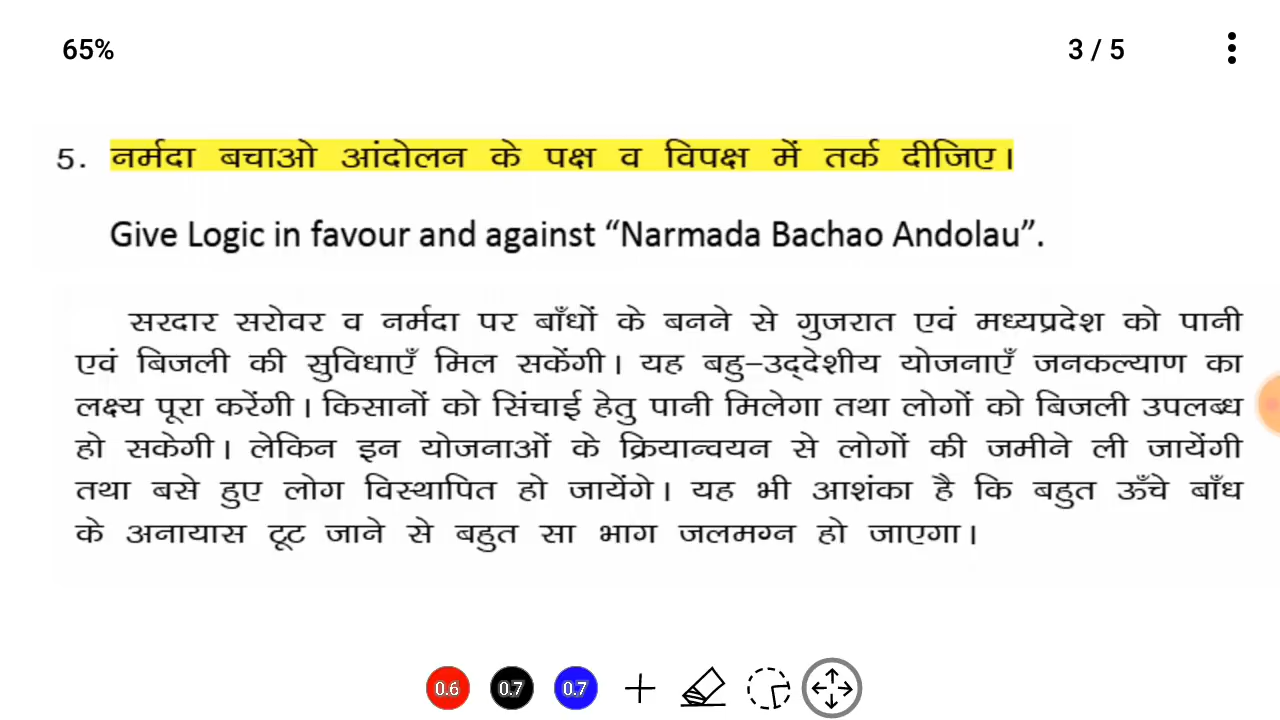 65%
3 / 5
5. नर्मदा बचाओ आंदोलन के पक्ष व विपक्ष में तर्क दीजिए।
Give Logic in favour and against “Narmada Bachao Andolau”.
सरदार सरोवर व नर्मदा पर बाँधों के बनने से गुजरात एवं मध्यप्रदेश को पानी
एवं बिजली की सुविधाएँ मिल सकेंगी। यह बहु–उद्देशीय योजनाएँ जनकल्याण का
लक्ष्य पूरा करेंगी। किसानों को सिंचाई हेतु पानी मिलेगा तथा लोगों को बिजली उपलब्ध
हो सकेगी। लेकिन इन योजनाओं के क्रियान्वयन से लोगों की जमीने ली जायेंगी
तथा बसे हुए लोग विस्थापित हो जायेंगे। यह भी आशंका है कि बहुत ऊँचे बाँध
के अनायास टूट जाने से बहुत सा भाग जलमग्न हो जाएगा।
0.6 0.7 0.7